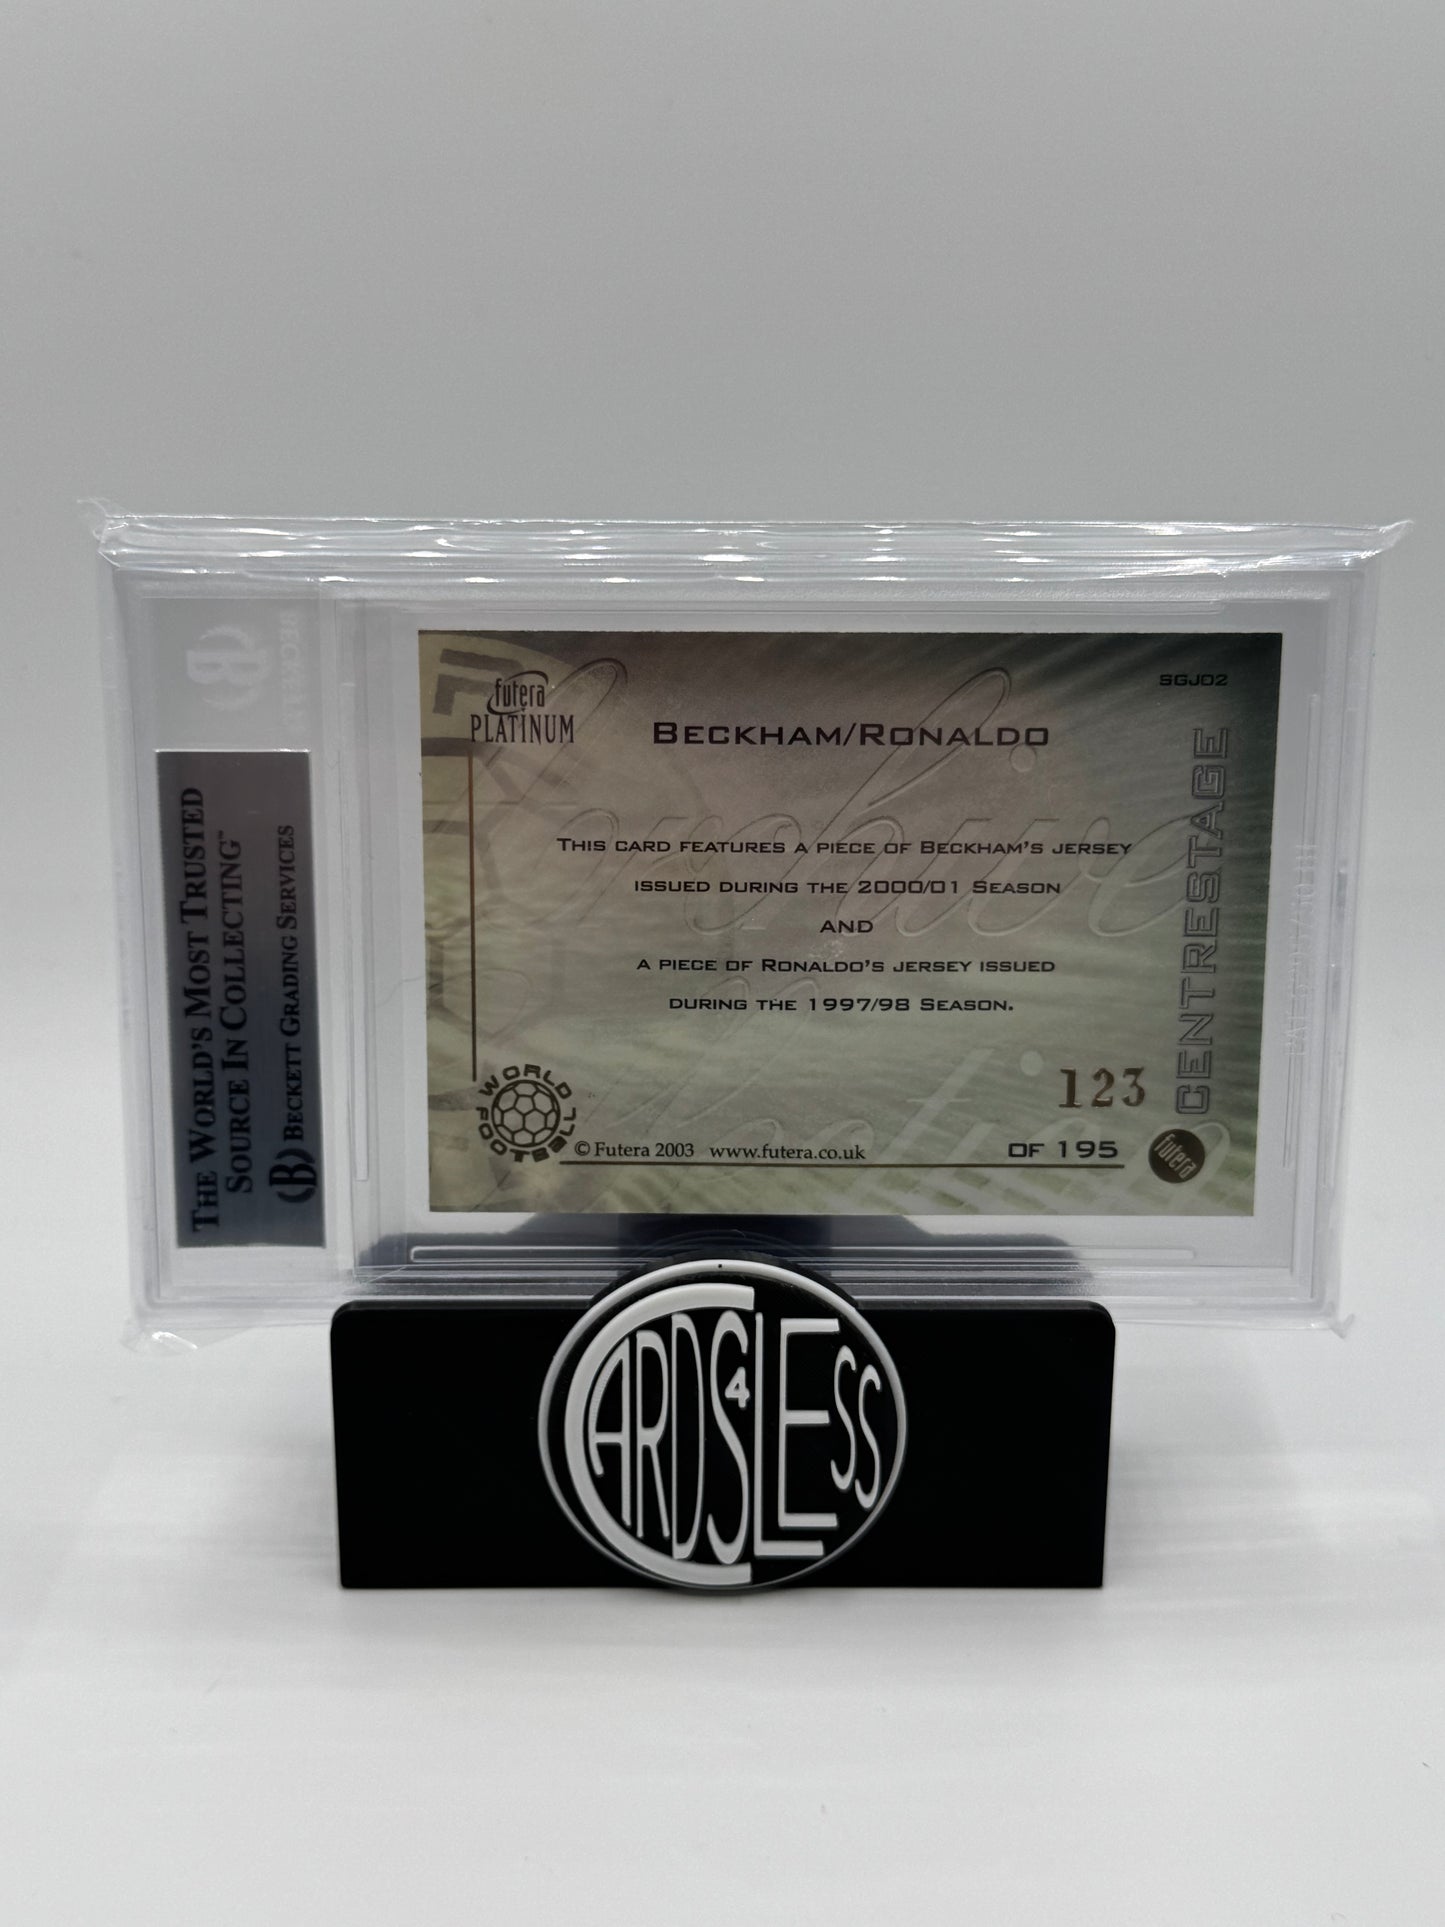 THE WORLD'S MOST TRUSTED
SOURCE IN COLLECTING™
BECKETT GRADING SERVICES
futera
PLATINUM
SGJ02
BECKHAM/RONALDO
THIS CARD FEATURES A PIECE OF BECKHAM'S JERSEY
ISSUED DURING THE 2000/01 SEASON
AND
A PIECE OF RONALDO'S JERSEY ISSUED
DURING THE 1997/98 SEASON.
CENTRESTAGE
123
OF 195
WORLD FOOTBALL
© Futera 2003 www.futera.co.uk
futera
CARDS4LESS